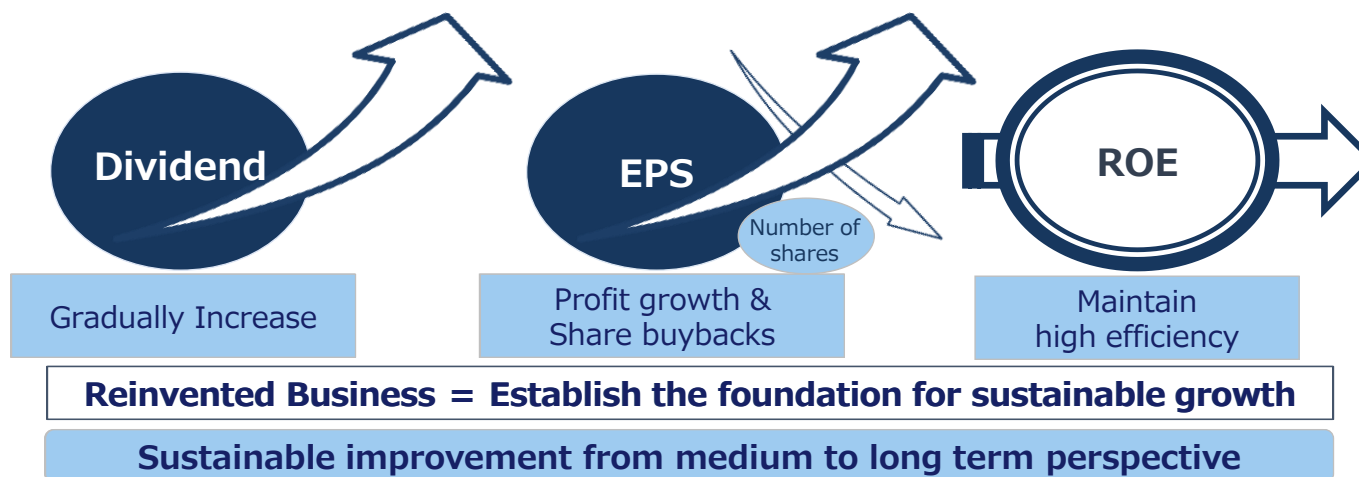 Dividend
EPS
ROE
Number of
shares
Gradually Increase
Profit growth &
Share buybacks
Maintain
high efficiency
Reinvented Business = Establish the foundation for sustainable growth
Sustainable improvement from medium to long term perspective